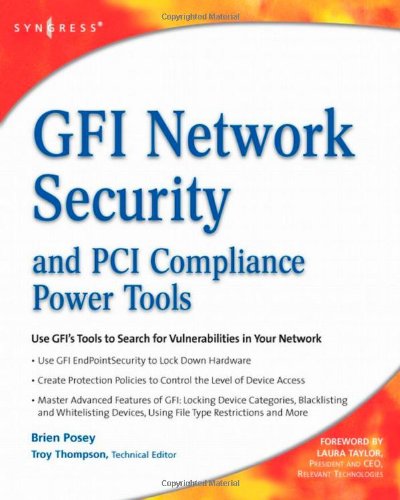 SYNGRESS®
GFI Network
Security
and PCI Compliance
Power Tools
Use GFI's Tools to Search for Vulnerabilities in Your Network
• Use GFI EndPointSecurity to Lock Down Hardware
• Create Protection Policies to Control the Level of Device Access
• Master Advanced Features of GFI: Locking Device Categories, Blacklisting
and Whitelisting Devices, Using File Type Restrictions and More
Brien Posey
Troy Thompson, Technical Editor
FOREWORD BY
LAURA TAYLOR,
PRESIDENT AND CEO,
RELEVANT TECHNOLOGIES